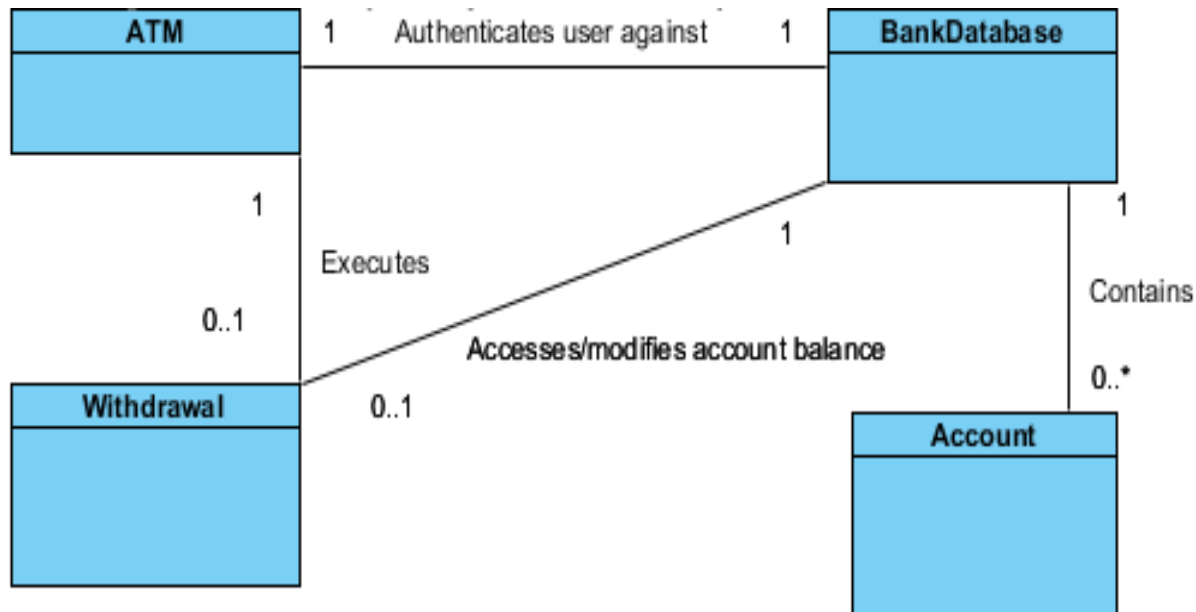 ATM
1 Authenticates user against 1
BankDatabase
1
1
1
Executes
Contains
0..1
Accesses/modifies account balance
0..*
Withdrawal
0..1
Account